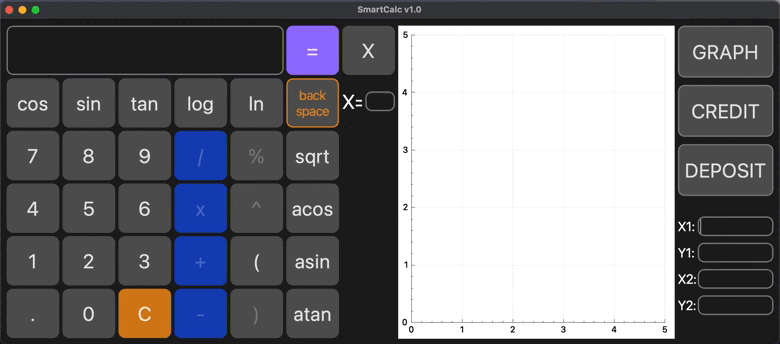 SmartCalc v1.0
= X
cos sin tan log ln back space X=
7 8 9 / % sqrt
4 5 6 x ^ acos
1 2 3 + ( asin
. 0 C - ) atan
5
4
3
2
1
0
0 1 2 3 4 5
GRAPH
CREDIT
DEPOSIT
X1:
Y1:
X2:
Y2: